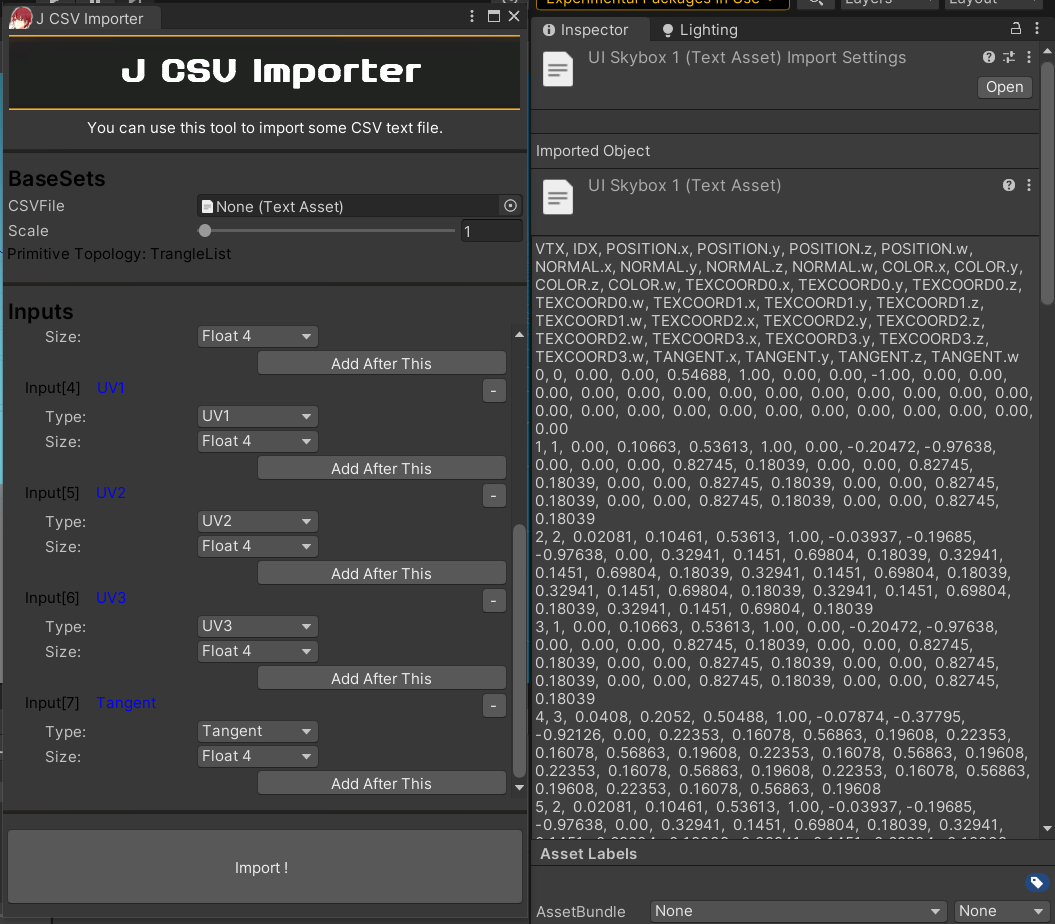 Experimental Packages In Use
Layers
Layout
J CSV Importer
J CSV Importer
You can use this tool to import some CSV text file.
BaseSets
CSVFile
None (Text Asset)
Scale
1
Primitive Topology: TrangleList
Inputs
Size:
Float 4
Add After This
Input[4] UV1
-
Type:
UV1
Size:
Float 4
Add After This
Input[5] UV2
-
Type:
UV2
Size:
Float 4
Add After This
Input[6] UV3
-
Type:
UV3
Size:
Float 4
Add After This
Input[7] Tangent
-
Type:
Tangent
Size:
Float 4
Add After This
Import !
Inspector
Lighting
UI Skybox 1 (Text Asset) Import Settings
Open
Imported Object
UI Skybox 1 (Text Asset)
VTX, IDX, POSITION.x, POSITION.y, POSITION.z, POSITION.w,
NORMAL.x, NORMAL.y, NORMAL.z, NORMAL.w, COLOR.x, COLOR.y,
COLOR.z, COLOR.w, TEXCOORD0.x, TEXCOORD0.y, TEXCOORD0.z,
TEXCOORD0.w, TEXCOORD1.x, TEXCOORD1.y, TEXCOORD1.z,
TEXCOORD1.w, TEXCOORD2.x, TEXCOORD2.y, TEXCOORD2.z,
TEXCOORD2.w, TEXCOORD3.x, TEXCOORD3.y, TEXCOORD3.z,
TEXCOORD3.w, TANGENT.x, TANGENT.y, TANGENT.z, TANGENT.w
0, 0, 0.00, 0.00, 0.54688, 1.00, 0.00, 0.00, -1.00, 0.00, 0.00,
0.00, 0.00, 0.00, 0.00, 0.00, 0.00, 0.00, 0.00, 0.00, 0.00, 0.00,
0.00, 0.00, 0.00, 0.00, 0.00, 0.00, 0.00, 0.00, 0.00, 0.00, 0.00,
0.00
1, 1, 0.00, 0.10663, 0.53613, 1.00, 0.00, -0.20472, -0.97638,
0.00, 0.00, 0.00, 0.82745, 0.18039, 0.00, 0.00, 0.82745,
0.18039, 0.00, 0.00, 0.82745, 0.18039, 0.00, 0.00, 0.82745,
0.18039, 0.00, 0.00, 0.82745, 0.18039, 0.00, 0.00, 0.82745,
0.18039
2, 2, 0.02081, 0.10461, 0.53613, 1.00, -0.03937, -0.19685,
-0.97638, 0.00, 0.32941, 0.1451, 0.69804, 0.18039, 0.32941,
0.1451, 0.69804, 0.18039, 0.32941, 0.1451, 0.69804, 0.18039,
0.32941, 0.1451, 0.69804, 0.18039, 0.32941, 0.1451, 0.69804,
0.18039, 0.32941, 0.1451, 0.69804, 0.18039
3, 1, 0.00, 0.10663, 0.53613, 1.00, 0.00, -0.20472, -0.97638,
0.00, 0.00, 0.00, 0.82745, 0.18039, 0.00, 0.00, 0.82745,
0.18039, 0.00, 0.00, 0.82745, 0.18039, 0.00, 0.00, 0.82745,
0.18039, 0.00, 0.00, 0.82745, 0.18039, 0.00, 0.00, 0.82745,
0.18039
4, 3, 0.0408, 0.2052, 0.50488, 1.00, -0.07874, -0.37795,
-0.92126, 0.00, 0.22353, 0.16078, 0.56863, 0.19608, 0.22353,
0.16078, 0.56863, 0.19608, 0.22353, 0.16078, 0.56863, 0.19608,
0.22353, 0.16078, 0.56863, 0.19608, 0.22353, 0.16078, 0.56863,
0.19608, 0.22353, 0.16078, 0.56863, 0.19608
5, 2, 0.02081, 0.10461, 0.53613, 1.00, -0.03937, -0.19685,
-0.97638, 0.00, 0.32941, 0.1451, 0.69804, 0.18039, 0.32941,
Asset Labels
AssetBundle
None
None